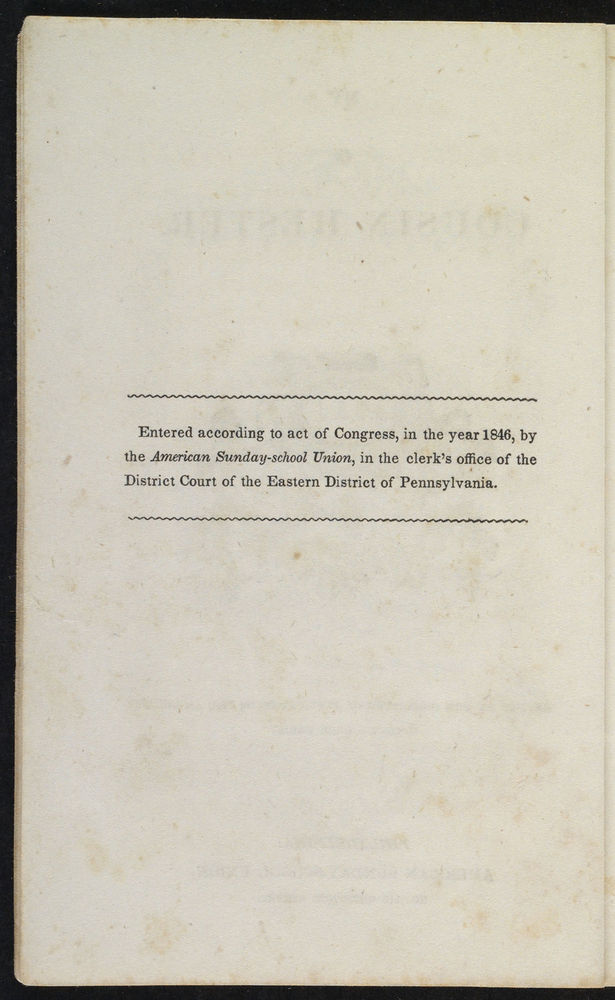 Entered according to act of Congress, in the year 1846, by
the American Sunday-school Union, in the clerk's office of the
District Court of the Eastern District of Pennsylvania.